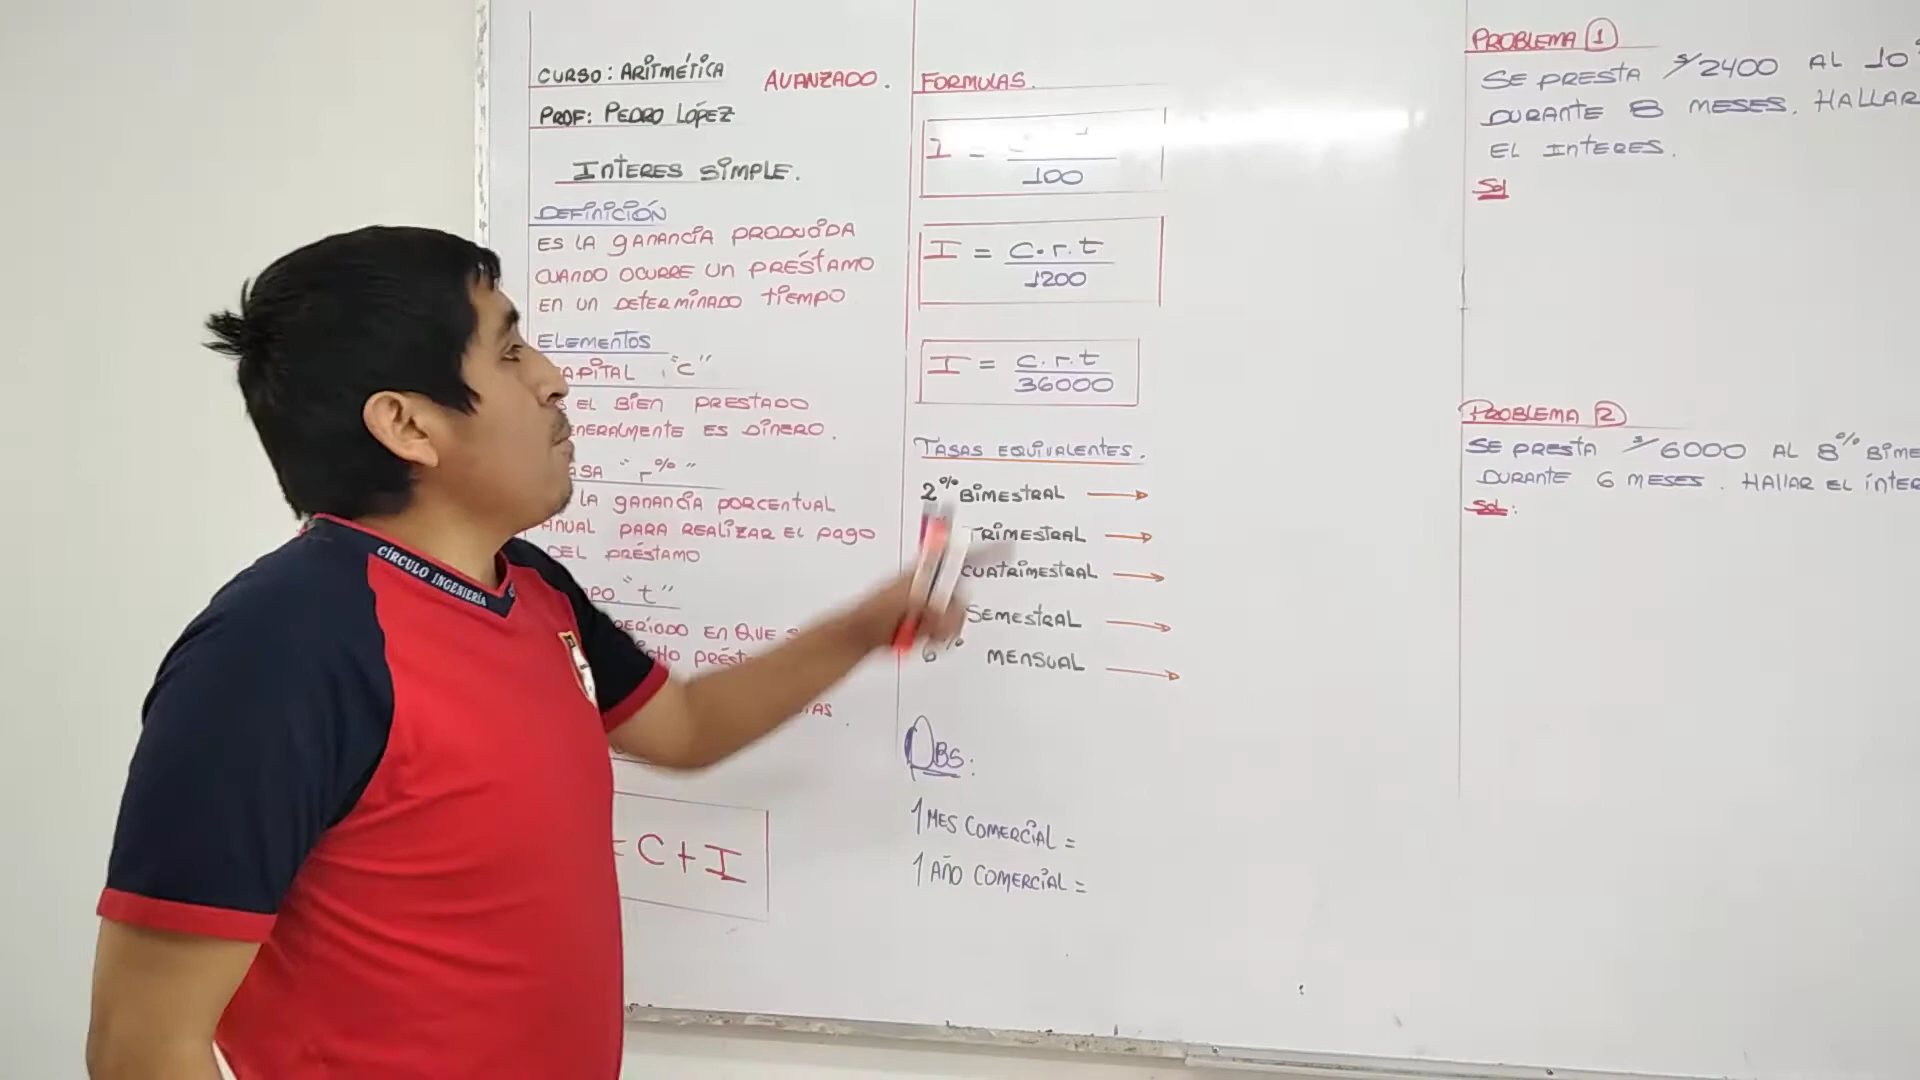 CURSO: ARITMÉTICA
AVANZADO.
PROF: PEDRO LÓPEZ
INTERES SIMPLE.
DEFINICIÓN
ES LA GANANCIA PRODUCIDA
CUANDO OCURRE UN PRÉSTAMO
EN UN DETERMINADO TIEMPO
ELEMENTOS
"C"
EL BIEN PRESTADO
ES DINERO.
"r%"
LA GANANCIA PORCENTUAL
ANUAL PARA REALIZAR EL PAGO
DEL PRÉSTAMO
"t"
EN QUE
= C + I
FORMULAS.
I =
100
I = C.r.t
1200
I = C.r.t
36000
TASAS EQUIVALENTES.
2% BIMESTRAL →
TRIMESTRAL →
CUATRIMESTRAL →
SEMESTRAL →
6% MENSUAL →
OBS:
1 MES COMERCIAL =
1 AÑO COMERCIAL =
PROBLEMA 1
SE PRESTA S/2400 AL 10
DURANTE 8 MESES. HALLAR
EL INTERES.
Sol
PROBLEMA 2
SE PRESTA S/6000 AL 8%
DURANTE 6 MESES. HALLAR EL
Sol:
CÍRCULO INGENIERÍA